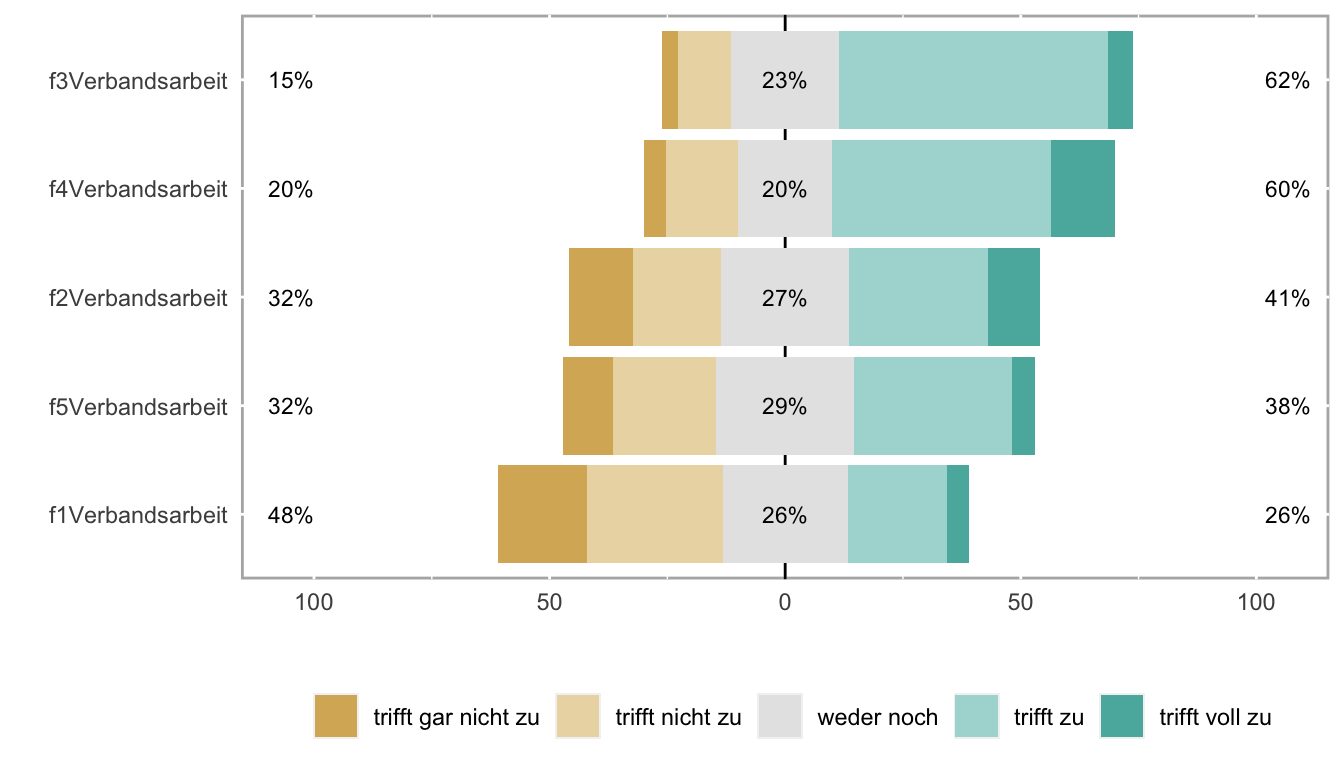 f3Verbandsarbeit 15% 23% 62%
f4Verbandsarbeit 20% 20% 60%
f2Verbandsarbeit 32% 27% 41%
f5Verbandsarbeit 32% 29% 38%
f1Verbandsarbeit 48% 26% 26%
100 50 0 50 100
trifft gar nicht zu trifft nicht zu weder noch trifft zu trifft voll zu